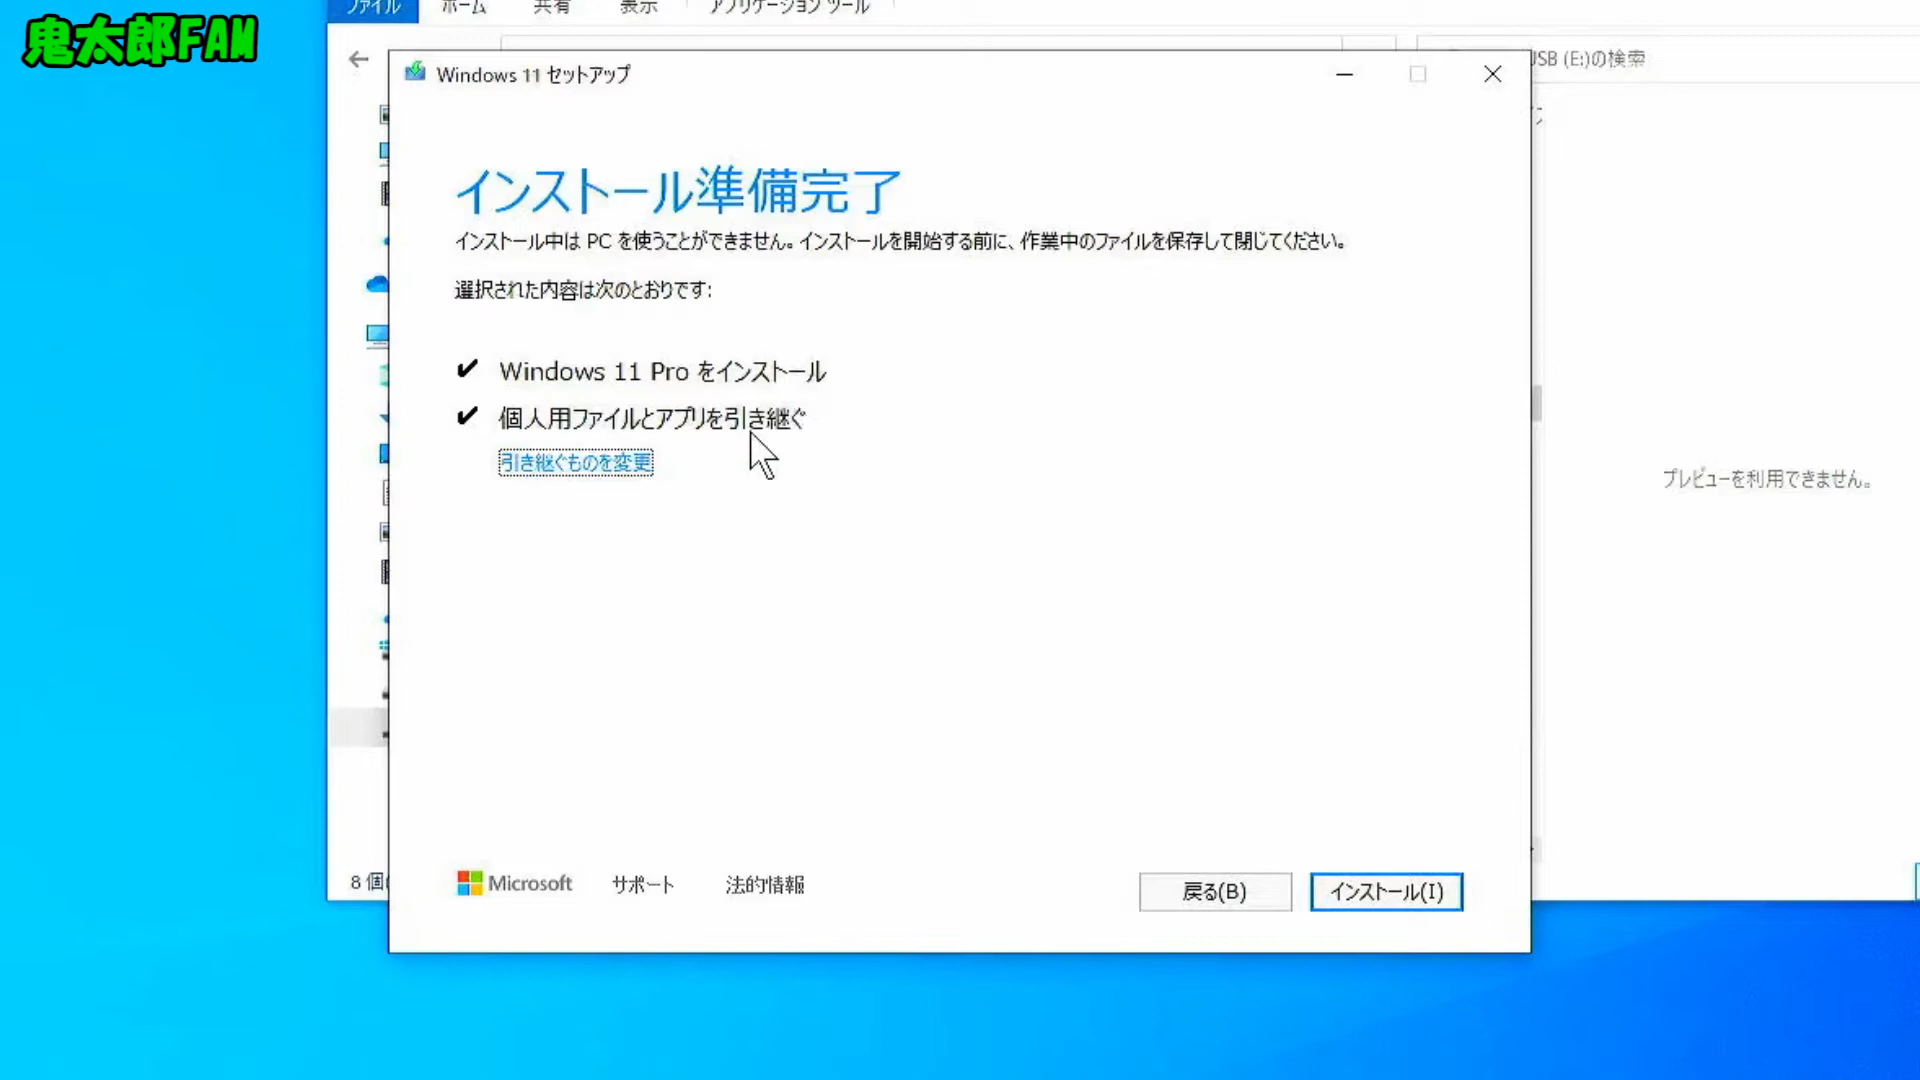 ファイル ホーム 共有 表示 アプリケーション ツール
鬼太郎FAM
USB (E:)の検索
Windows 11 セットアップ
インストール準備完了
インストール中は PC を使うことができません。インストールを開始する前に、作業中のファイルを保存して閉じてください。
選択された内容は次のとおりです:
✔ Windows 11 Pro をインストール
✔ 個人用ファイルとアプリを引き継ぐ
引き継ぐものを変更
プレビューを利用できません。
8 個
Microsoft サポート 法的情報 戻る(B) インストール(I)